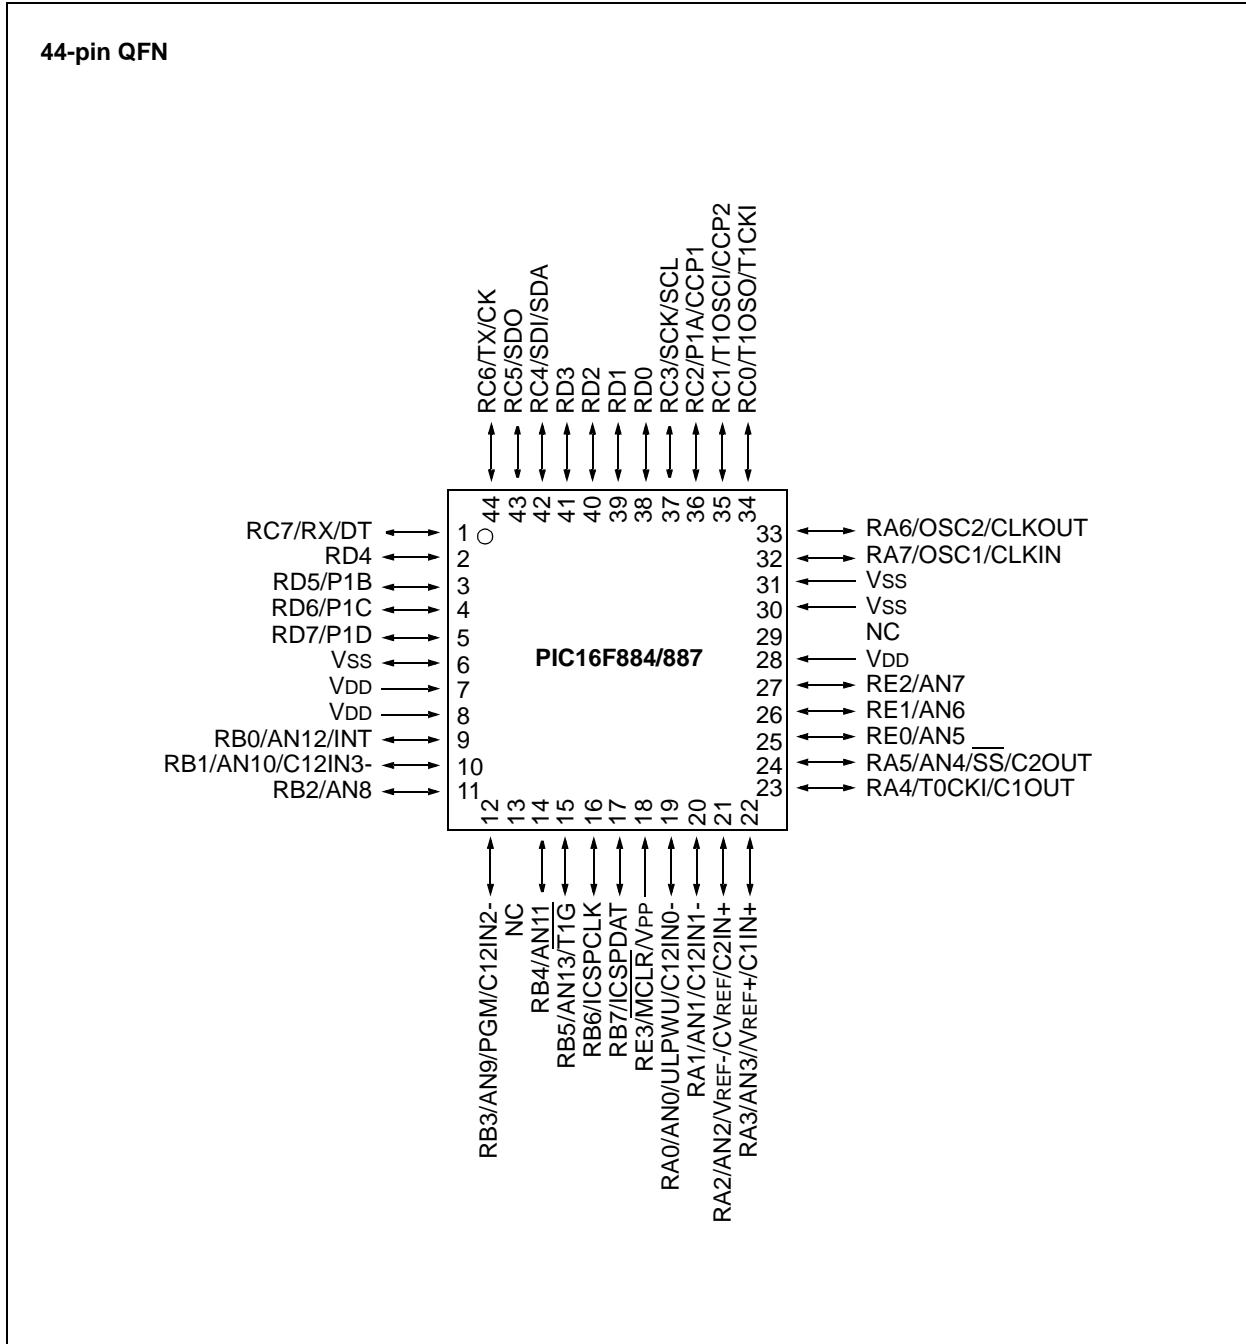 44-pin QFN
RC6/TX/CK
RC5/SDO
RC4/SDI/SDA
RD3
RD2
RD1
RD0
RC3/SCK/SCL
RC2/P1A/CCP1
RC1/T1OSCI/CCP2
RC0/T1OSO/T1CKI
44
43
42
41
40
39
38
37
36
35
34
RC7/RX/DT 1
RD4 2
RD5/P1B 3
RD6/P1C 4
RD7/P1D 5
VSS 6
VDD 7
VDD 8
RB0/AN12/INT 9
RB1/AN10/C12IN3- 10
RB2/AN8 11
PIC16F884/887
33 RA6/OSC2/CLKOUT
32 RA7/OSC1/CLKIN
31 VSS
30 VSS
29 NC
28 VDD
27 RE2/AN7
26 RE1/AN6
25 RE0/AN5
24 RA5/AN4/SS/C2OUT
23 RA4/T0CKI/C1OUT
12
13
14
15
16
17
18
19
20
21
22
RB3/AN9/PGM/C12IN2-
NC
RB4/AN11
RB5/AN13/T1G
RB6/ICSPCLK
RB7/ICSPDAT
RE3/MCLR/VPP
RA0/AN0/ULPWU/C12IN0-
RA1/AN1/C12IN1-
RA2/AN2/VREF-/CVREF/C2IN+
RA3/AN3//VREF+/C1IN+